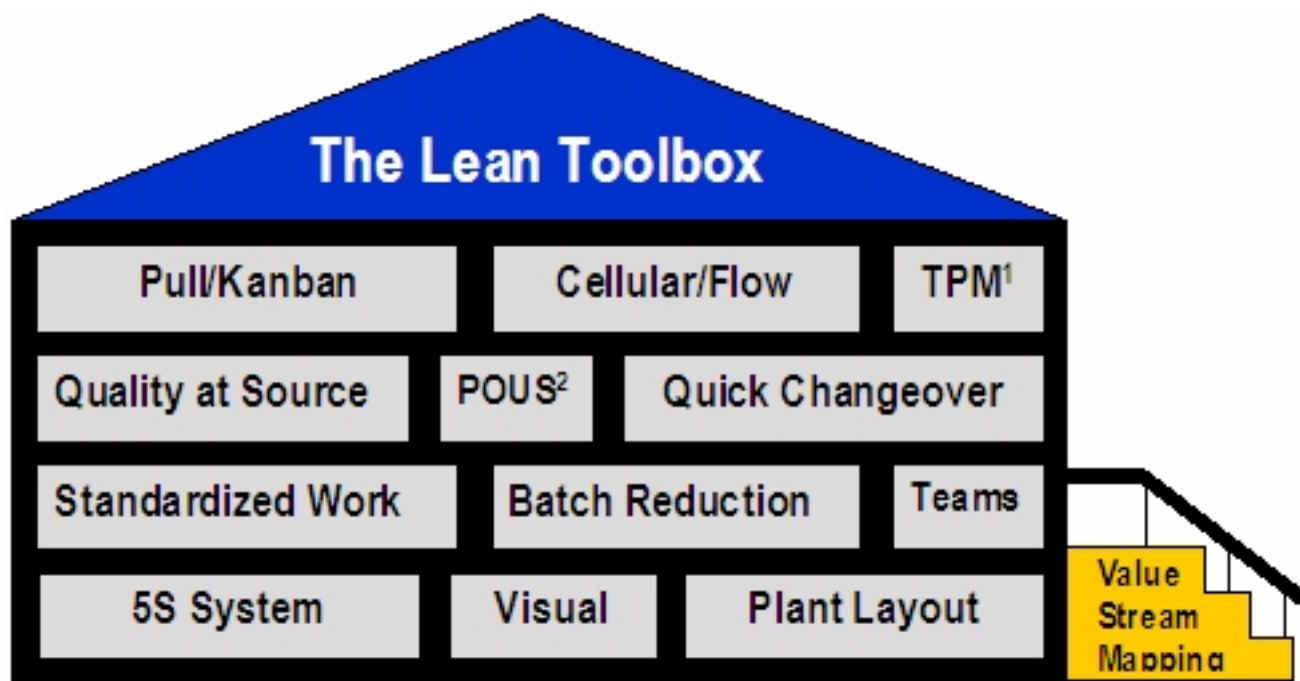 The Lean Toolbox
Pull/Kanban Cellular/Flow TPM¹
Quality at Source POUS² Quick Changeover
Standardized Work Batch Reduction Teams
5S System Visual Plant Layout
Value
Stream
Mapping